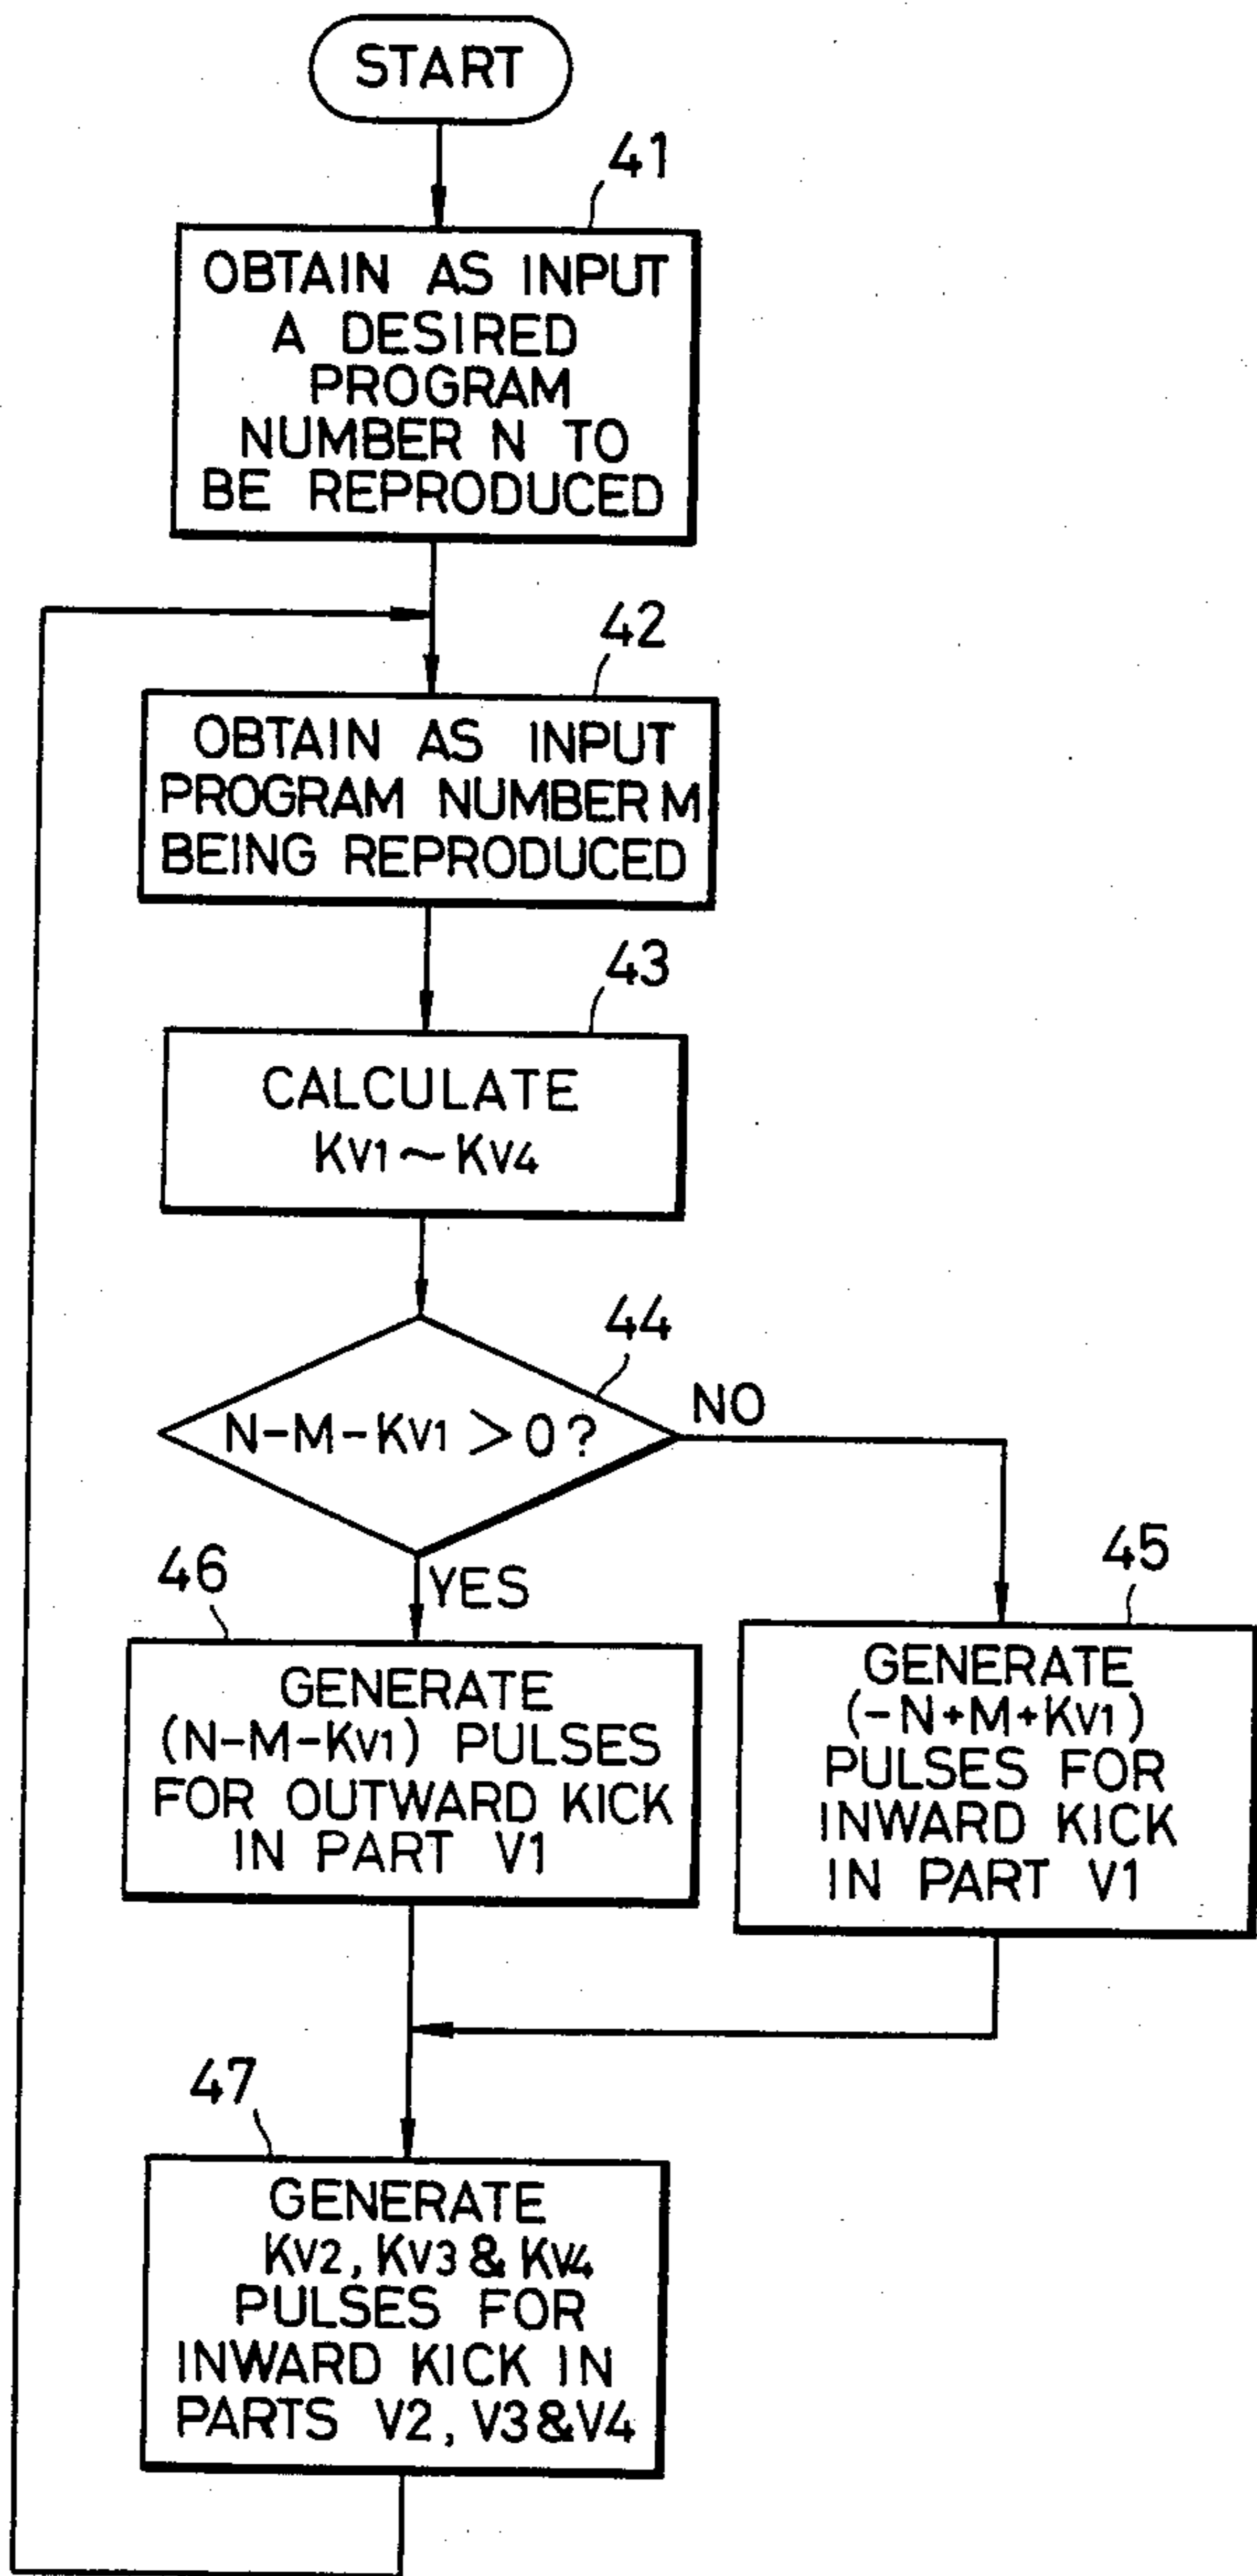 START
41
OBTAIN AS INPUT
A DESIRED
PROGRAM
NUMBER N TO
BE REPRODUCED
42
OBTAIN AS INPUT
PROGRAM NUMBER M
BEING REPRODUCED
43
CALCULATE
KV1~KV4
44
N-M-KV1>0?
NO
YES
46
GENERATE
(N-M-KV1) PULSES
FOR OUTWARD KICK
IN PART V1
45
GENERATE
(-N+M+KV1)
PULSES FOR
INWARD KICK
IN PART V1
47
GENERATE
KV2, KV3 & KV4
PULSES FOR
INWARD KICK IN
PARTS V2, V3&V4